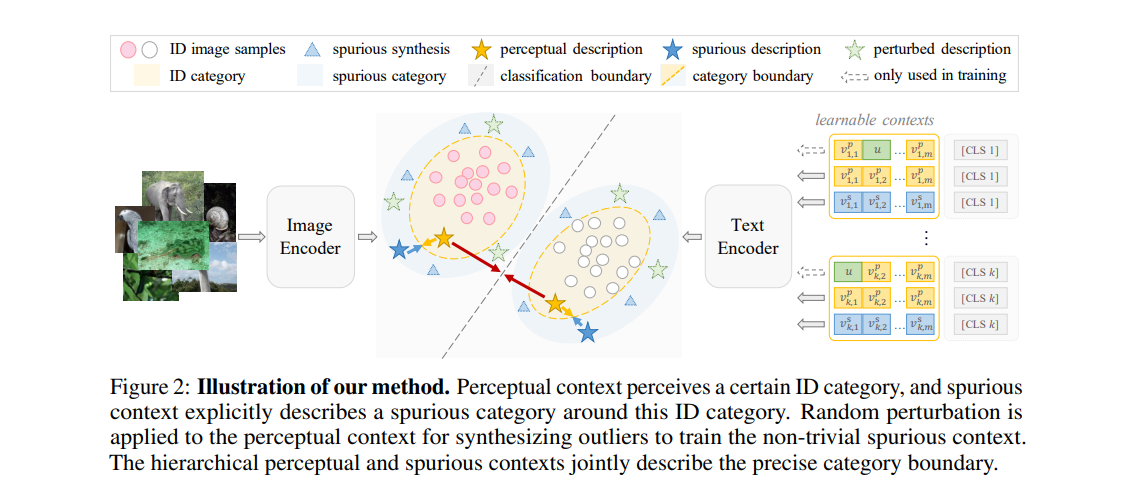 ID image samples spurious synthesis perceptual description spurious description perturbed description
ID category spurious category classification boundary category boundary only used in training
learnable contexts
v^p_{1,1} u ... v^p_{1,m} [CLS 1]
v^p_{1,1} v^p_{1,2} ... v^p_{1,m} [CLS 1]
v^s_{1,1} v^s_{1,2} ... v^s_{1,m} [CLS 1]
Image
Encoder
Text
Encoder
⋮
u v^p_{k,2} ... v^p_{k,m} [CLS k]
v^p_{k,1} v^p_{k,2} ... v^p_{k,m} [CLS k]
v^s_{k,1} v^s_{k,2} ... v^s_{k,m} [CLS k]
Figure 2: Illustration of our method. Perceptual context perceives a certain ID category, and spurious
context explicitly describes a spurious category around this ID category. Random perturbation is
applied to the perceptual context for synthesizing outliers to train the non-trivial spurious context.
The hierarchical perceptual and spurious contexts jointly describe the precise category boundary.